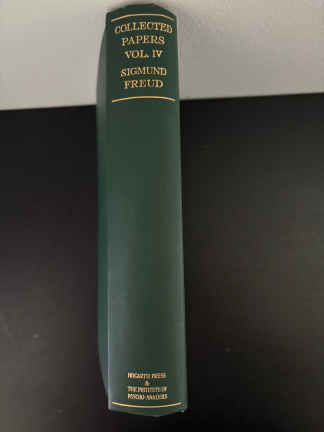 COLLECTED
PAPERS
VOL. IV
SIGMUND
FREUD
HOGARTH PRESS
&
THE INSTITUTE OF
PSYCHO-ANALYSIS